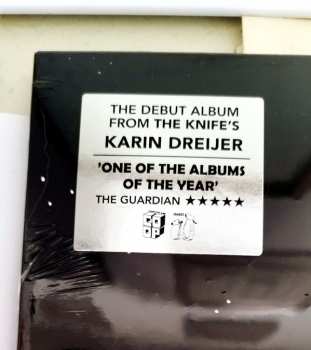 THE DEBUT ALBUM
FROM THE KNIFE'S
KARIN DREIJER
'ONE OF THE ALBUMS
OF THE YEAR'
THE GUARDIAN ★★★★★